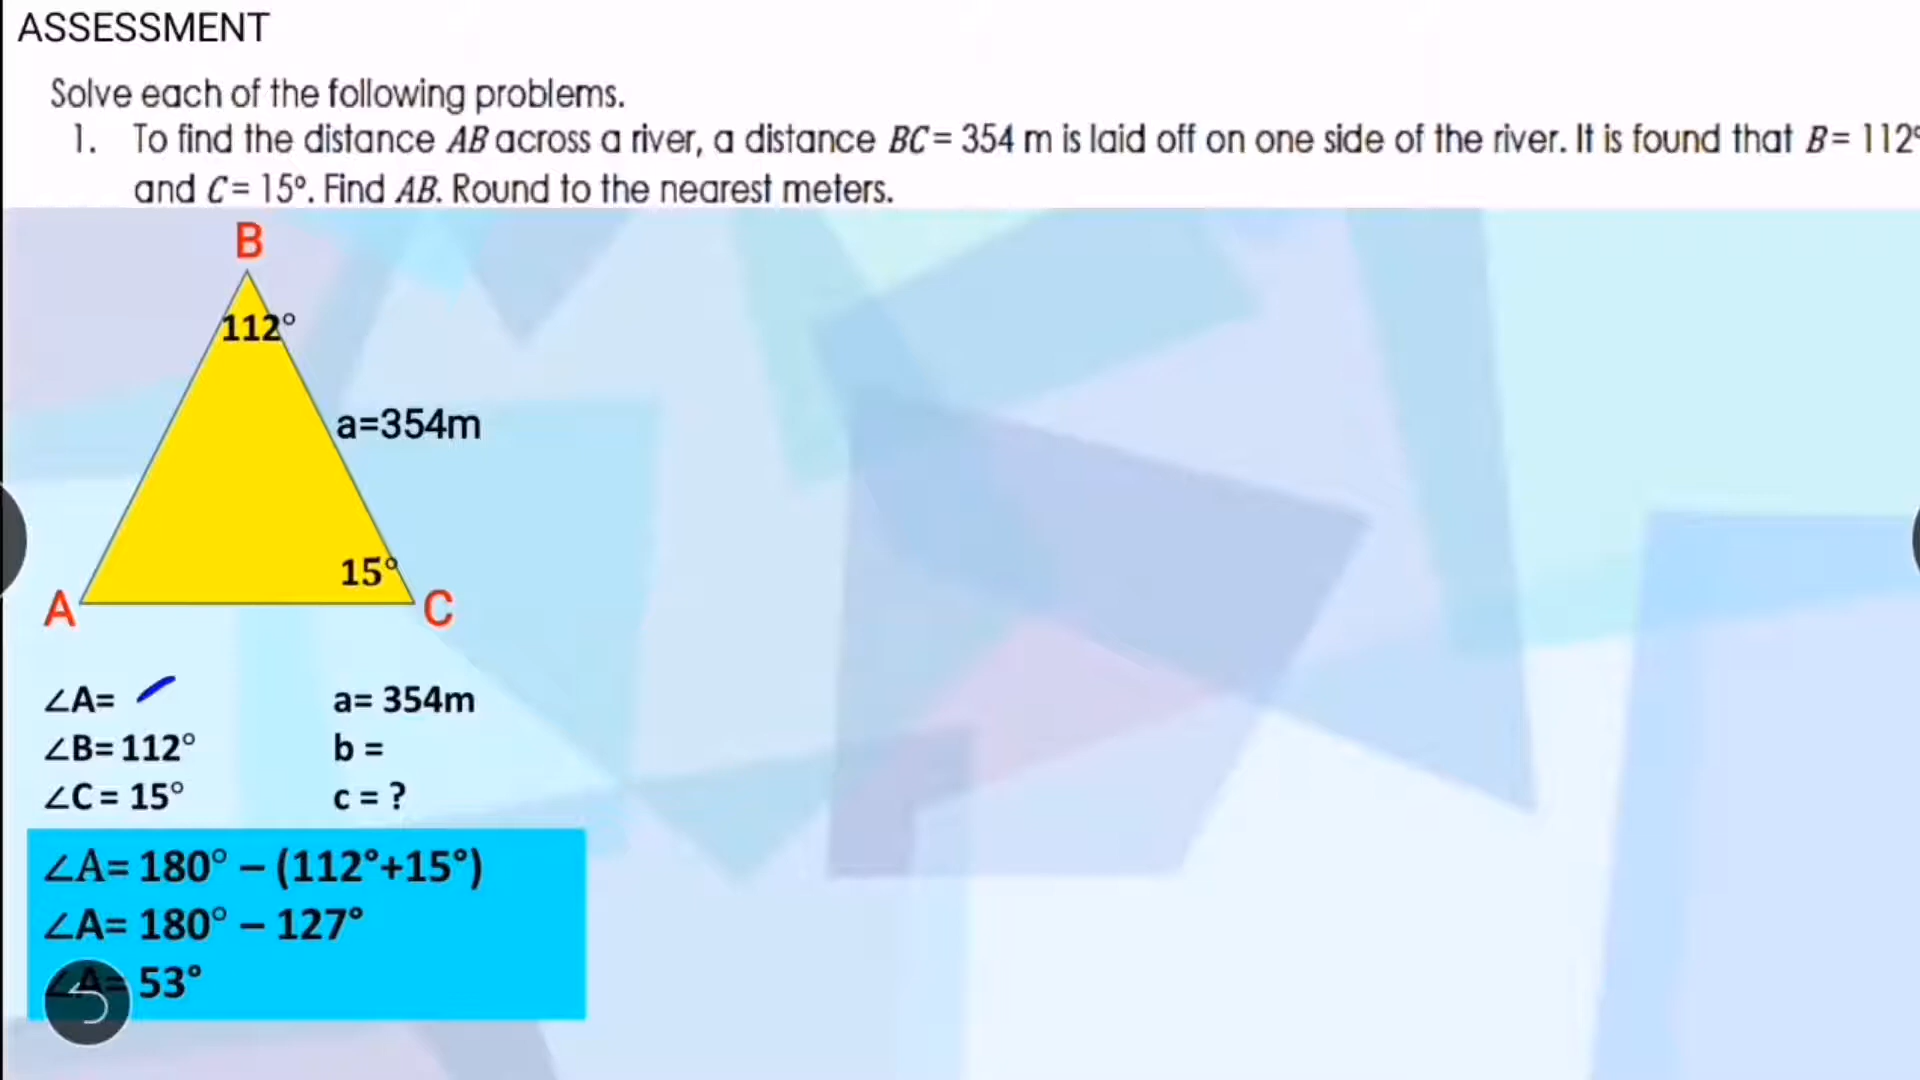 ASSESSMENT
Solve each of the following problems.
1. To find the distance AB across a river, a distance BC= 354 m is laid off on one side of the river. It is found that B= 112°
and C= 15°. Find AB. Round to the nearest meters.
B
112°
a=354m
15°
A
C
∠A=
a= 354m
∠B= 112°
b =
∠C= 15°
c = ?
∠A= 180° – (112°+15°)
∠A= 180° – 127°
∠A= 53°